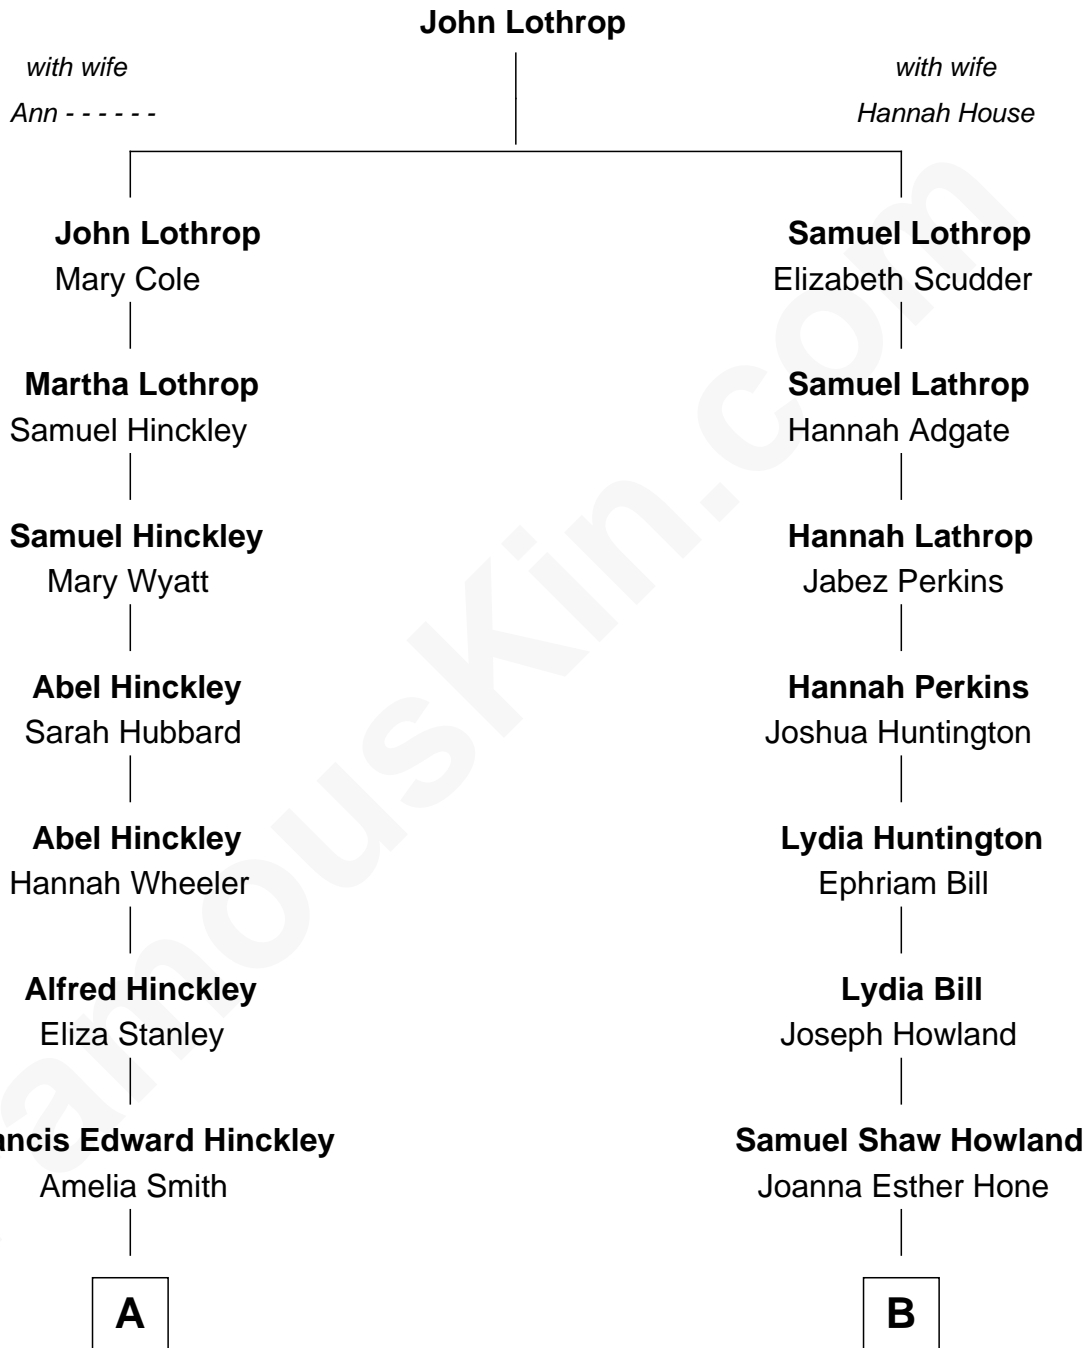 John Lothrop
with wife with wife
Ann - - - - - - Hannah House
John Lothrop Samuel Lothrop
Mary Cole Elizabeth Scudder
Martha Lothrop Samuel Lathrop
Samuel Hinckley Hannah Adgate
Samuel Hinckley Hannah Lathrop
Mary Wyatt Jabez Perkins
Abel Hinckley Hannah Perkins
Sarah Hubbard Joshua Huntington
Abel Hinckley Lydia Huntington
Hannah Wheeler Ephriam Bill
Alfred Hinckley Lydia Bill
Eliza Stanley Joseph Howland
ancis Edward Hinckley Samuel Shaw Howland
Amelia Smith Joanna Esther Hone
A B
amouskin.com